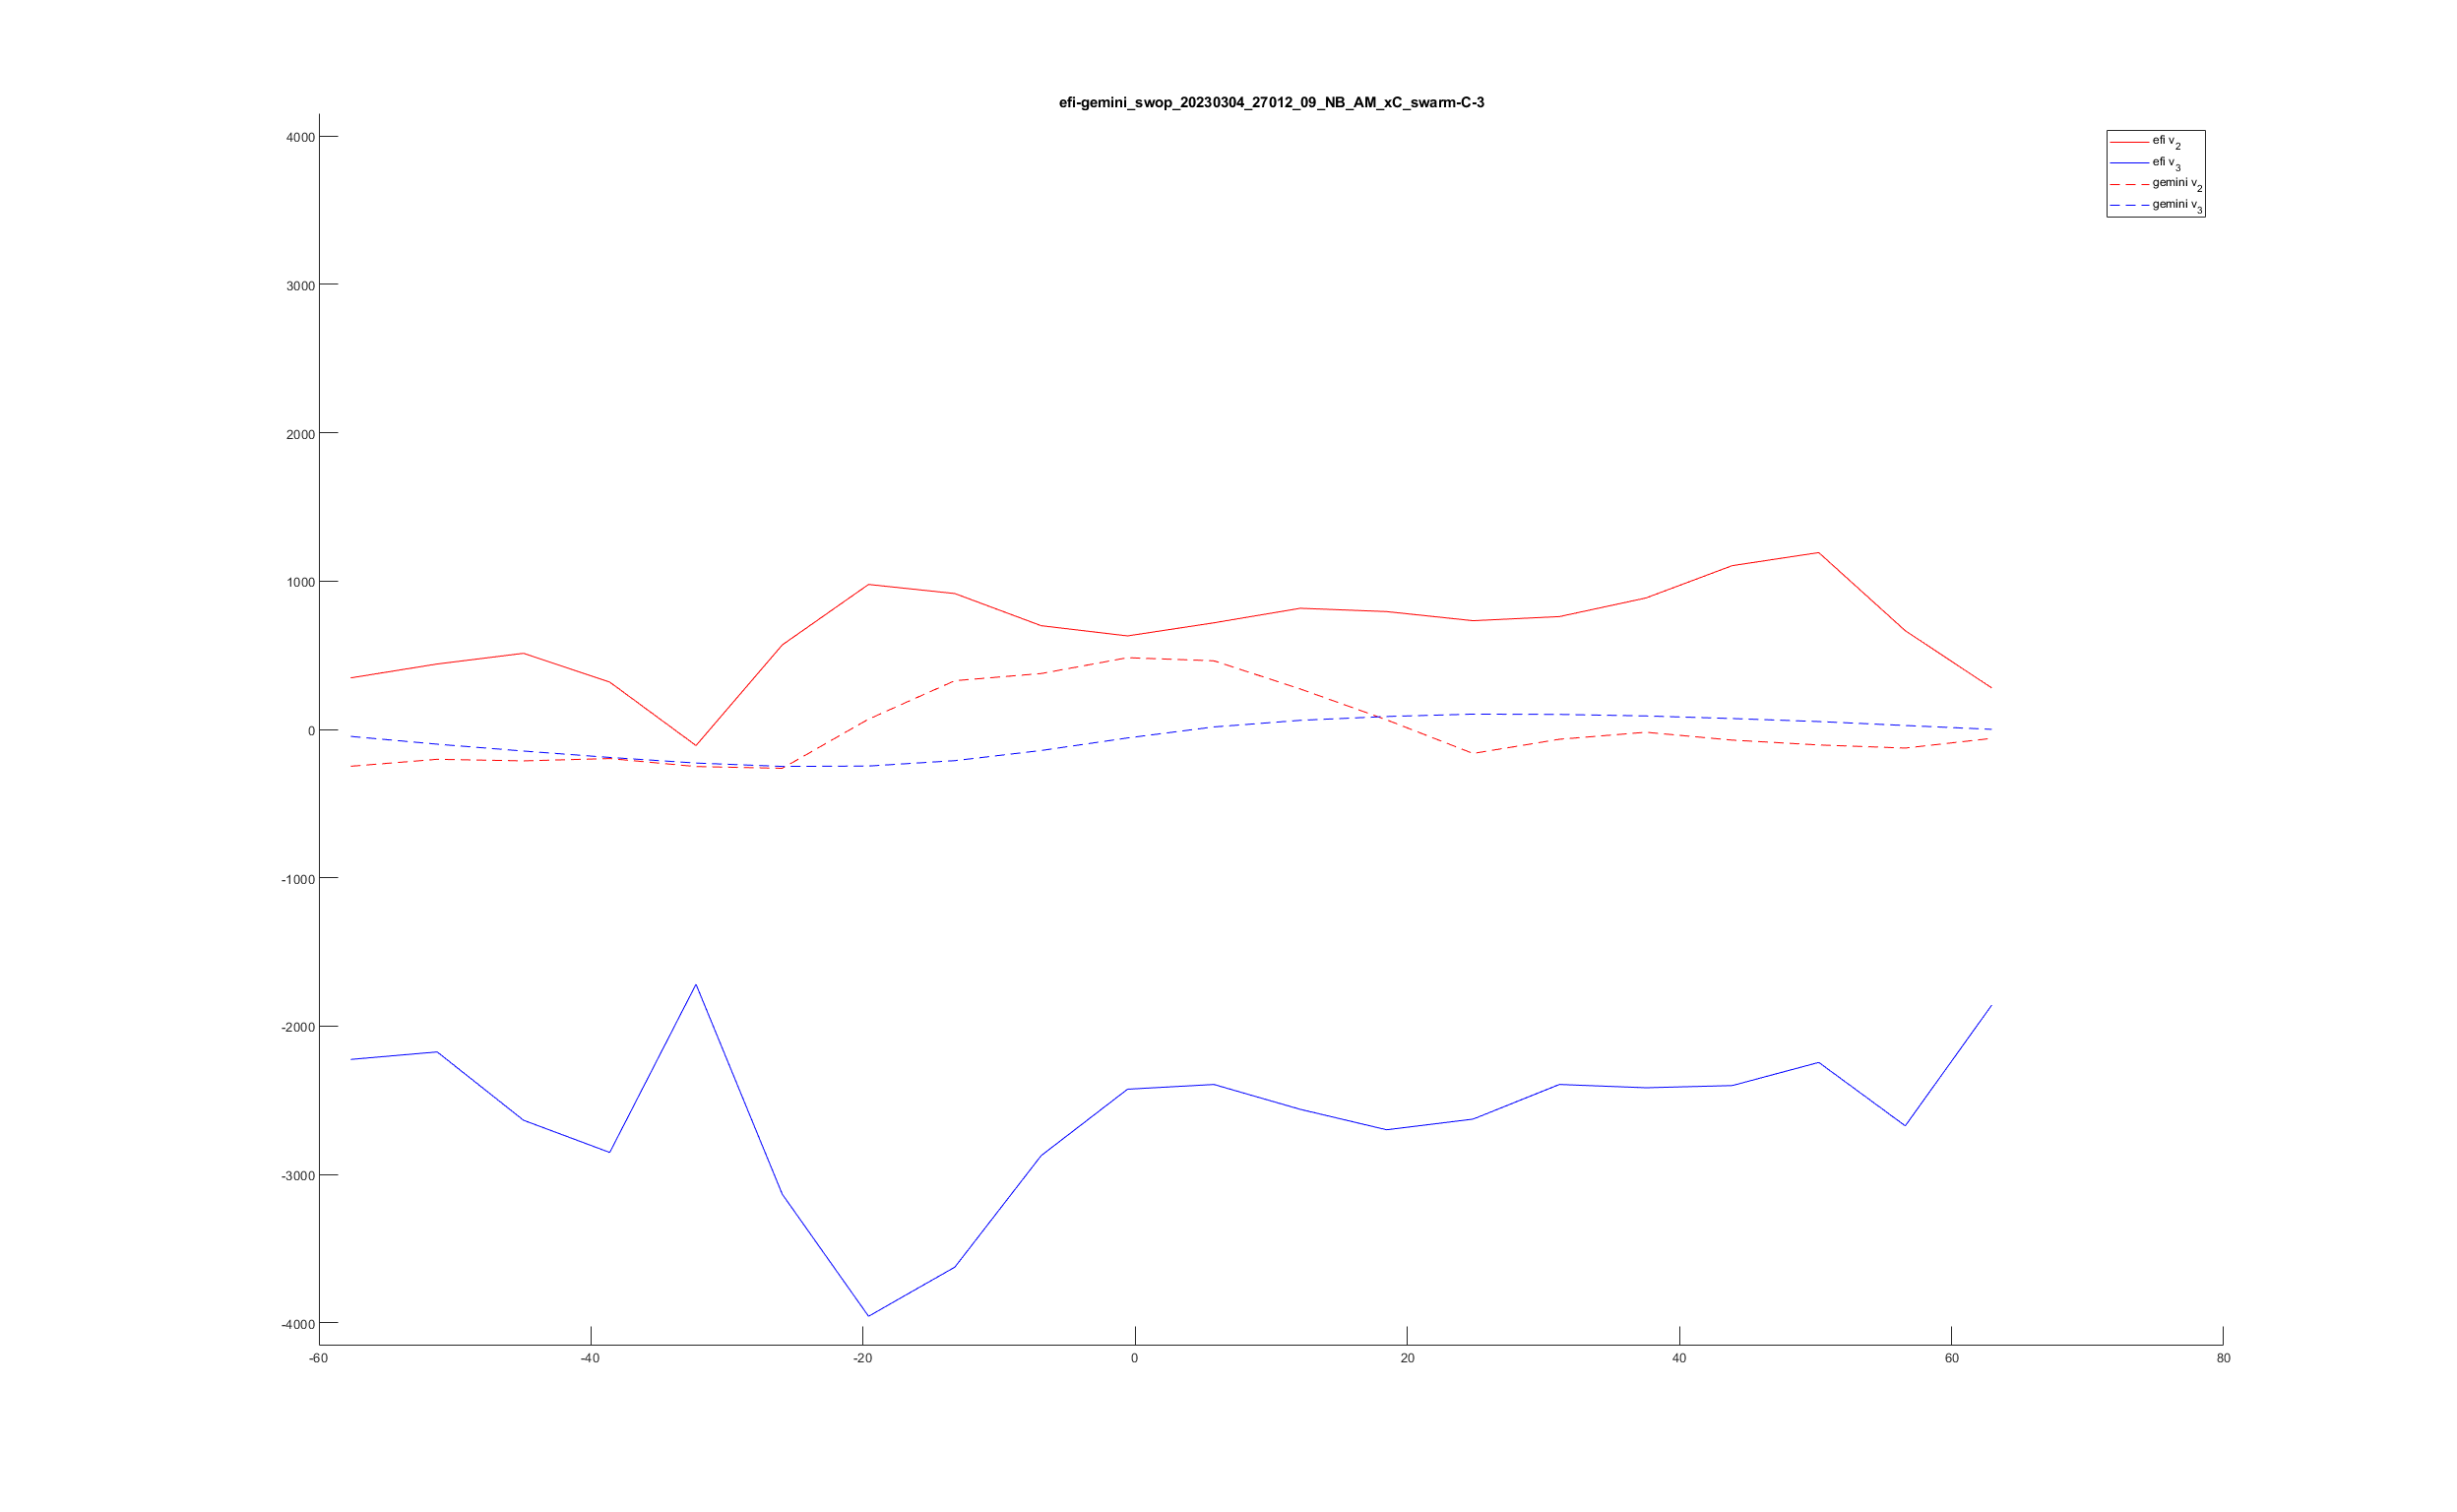 efi-gemini_swop_20230304_27012_09_NB_AM_xC_swarm-C-3
efi v2
efi v3
gemini v2
gemini v3
4000
3000
2000
1000
0
-1000
-2000
-3000
-4000
-60 -40 -20 0 20 40 60 80